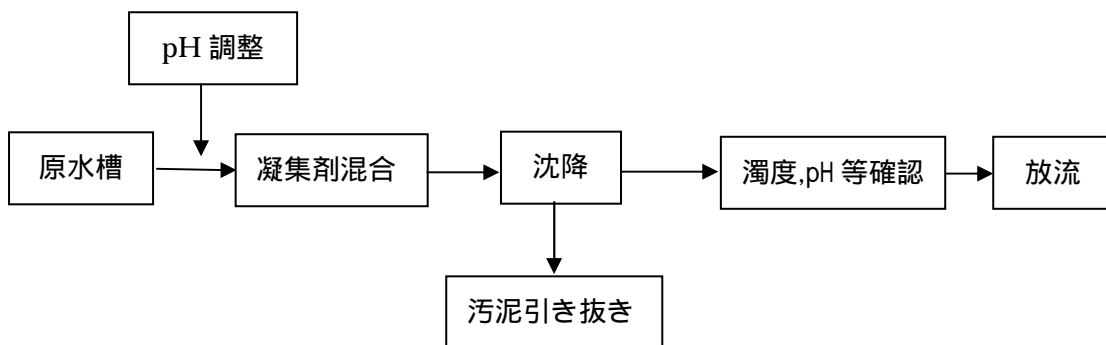 pH 調整
原水槽
凝集剤混合
沈降
濁度,pH 等確認
放流
汚泥引き抜き